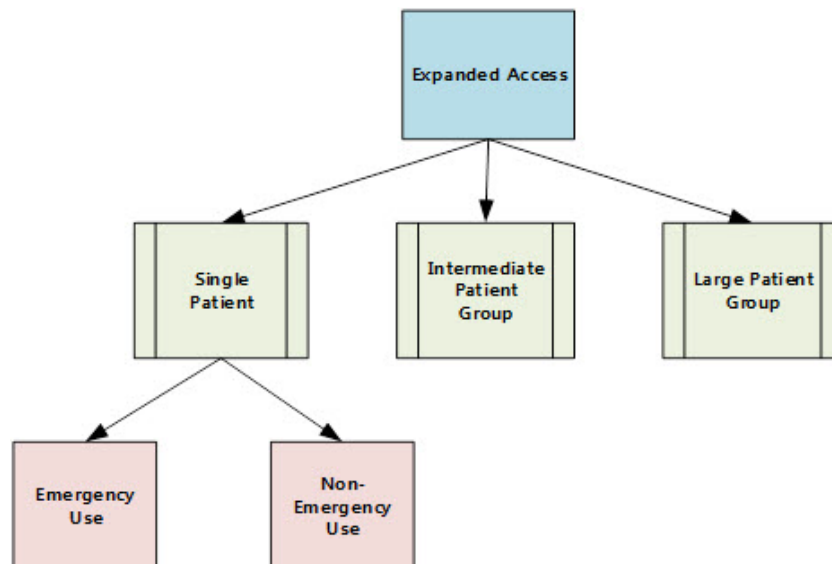 Expanded Access
Single
Patient
Intermediate
Patient
Group
Large Patient
Group
Emergency
Use
Non-
Emergency
Use